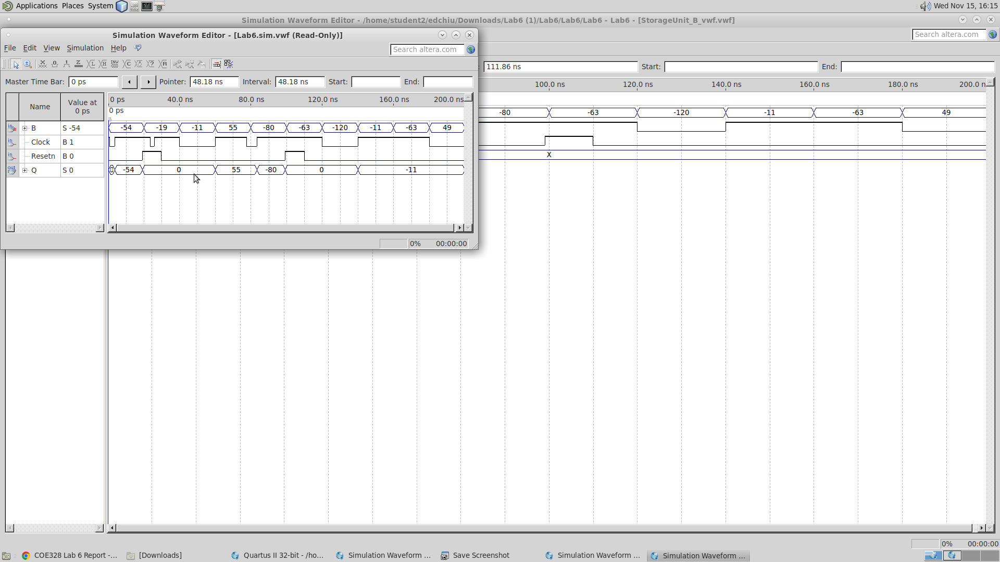 Applications Places System Wed Nov 15, 16:15
Simulation Waveform Editor - /home/student2/edchiu/Downloads/Lab6 (1)/Lab6/Lab6/Lab6 - Lab6 - [StorageUnit_B_vwf.vwf]
Simulation Waveform Editor - [Lab6.sim.vwf (Read-Only)]
Search altera.com
File Edit View Simulation Help
Search altera.com
111.86 ns Start: End:
Master Time Bar: 0 ps Pointer: 48.18 ns Interval: 48.18 ns Start: End:
100.0 ns 120.0 ns 140.0 ns 160.0 ns 180.0 ns 200.0 n
Name Value at 0 ps
0 ps 40.0 ns 80.0 ns 120.0 ns 160.0 ns 200.0 ns
0 ps
-80 -63 -120 -11 -63 49
B S -54 -54 -19 -11 55 -80 -63 -120 -11 -63 49
Clock B 1
Resetn B 0
X
Q S 0 0 -54 0 55 -80 0 -11
0% 00:00:00
0% 00:00:00
COE328 Lab 6 Report -... [Downloads] Quartus II 32-bit - /ho... Simulation Waveform ... Save Screenshot Simulation Waveform ... Simulation Waveform ...